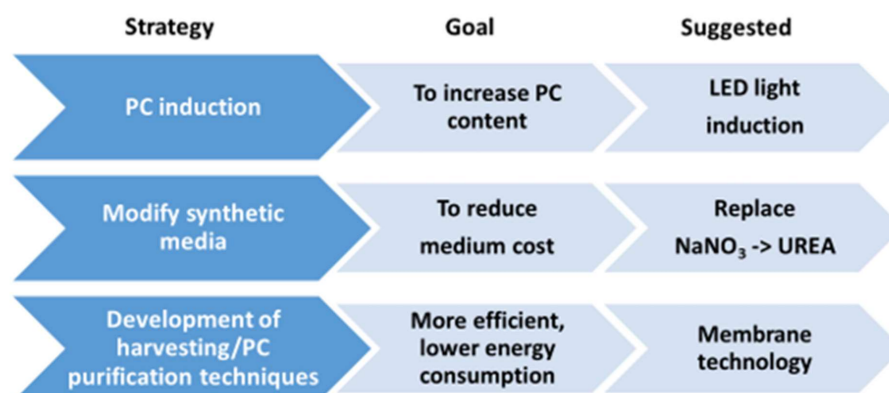 Strategy Goal Suggested
PC induction
To increase PC
content
LED light
induction
Modify synthetic
media
To reduce
medium cost
Replace
NaNO₃ -> UREA
Development of
harvesting/PC
purification techniques
More efficient,
lower energy
consumption
Membrane
technology